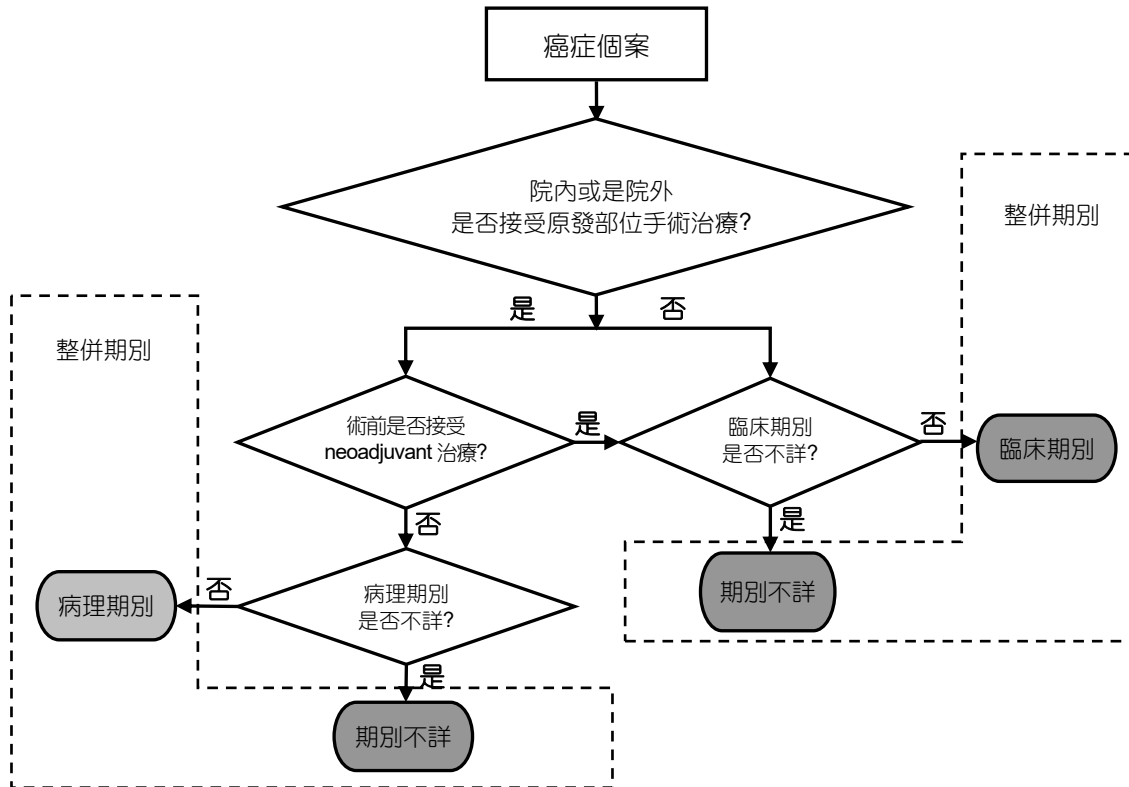 癌症個案
院內或是院外
是否接受原發部位手術治療?
整併期別
是
否
整併期別
術前是否接受
neoadjuvant 治療?
是
臨床期別
是否不詳?
否
臨床期別
否
是
期別不詳
病理期別
否
病理期別
是否不詳?
是
期別不詳